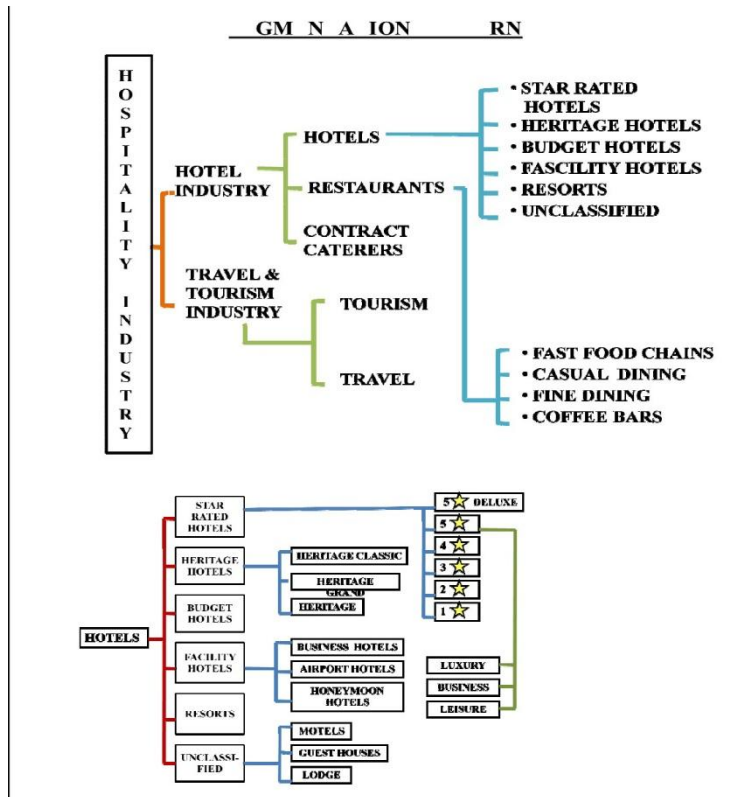 GM N A ION RN
HOSPITALITY INDUSTRY
HOTEL
INDUSTRY
TRAVEL &
TOURISM
INDUSTRY
HOTELS
RESTAURANTS
CONTRACT
CATERERS
TOURISM
TRAVEL
• STAR RATED
HOTELS
• HERITAGE HOTELS
• BUDGET HOTELS
• FASCILITY HOTELS
• RESORTS
• UNCLASSIFIED
• FAST FOOD CHAINS
• CASUAL DINING
• FINE DINING
• COFFEE BARS
HOTELS
STAR
RATED
HOTELS
HERITAGE
HOTELS
BUDGET
HOTELS
FACILITY
HOTELS
RESORTS
UNCLASSI-
FIED
HERITAGE CLASSIC
HERITAGE
GRAND
HERITAGE
BUSINESS HOTELS
AIRPORT HOTELS
HONEYMOON
HOTELS
MOTELS
GUEST HOUSES
LODGE
5 DELUXE
5
4
3
2
1
LUXURY
BUSINESS
LEISURE